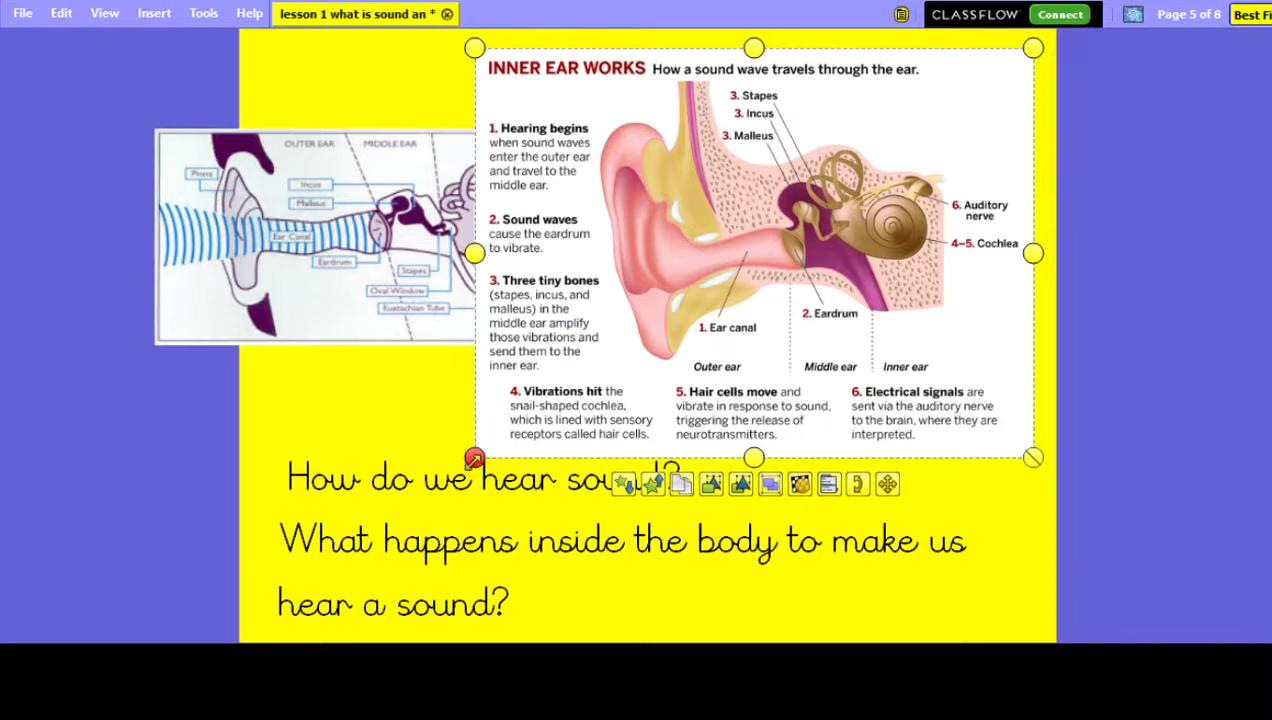 File Edit View Insert Tools Help
lesson 1 what is sound an *
CLASSFLOW Connect
Page 5 of 8
Best Fi
OUTER EAR MIDDLE EAR
Pinna
Incus
Malleus
Ear Canal
Eardrum
Stapes
Oval Window
Eustachian Tube
INNER EAR WORKS How a sound wave travels through the ear.
1. Hearing begins
when sound waves
enter the outer ear
and travel to the
middle ear.
2. Sound waves
cause the eardrum
to vibrate.
3. Three tiny bones
(stapes, incus, and
malleus) in the
middle ear amplify
those vibrations and
send them to the
inner ear.
3. Stapes
3. Incus
3. Malleus
6. Auditory
nerve
4–5. Cochlea
2. Eardrum
1. Ear canal
Outer ear Middle ear Inner ear
4. Vibrations hit the
snail-shaped cochlea,
which is lined with sensory
receptors called hair cells.
5. Hair cells move and
vibrate in response to sound,
triggering the release of
neurotransmitters.
6. Electrical signals are
sent via the auditory nerve
to the brain, where they are
interpreted.
How do we hear sound?
What happens inside the body to make us
hear a sound?